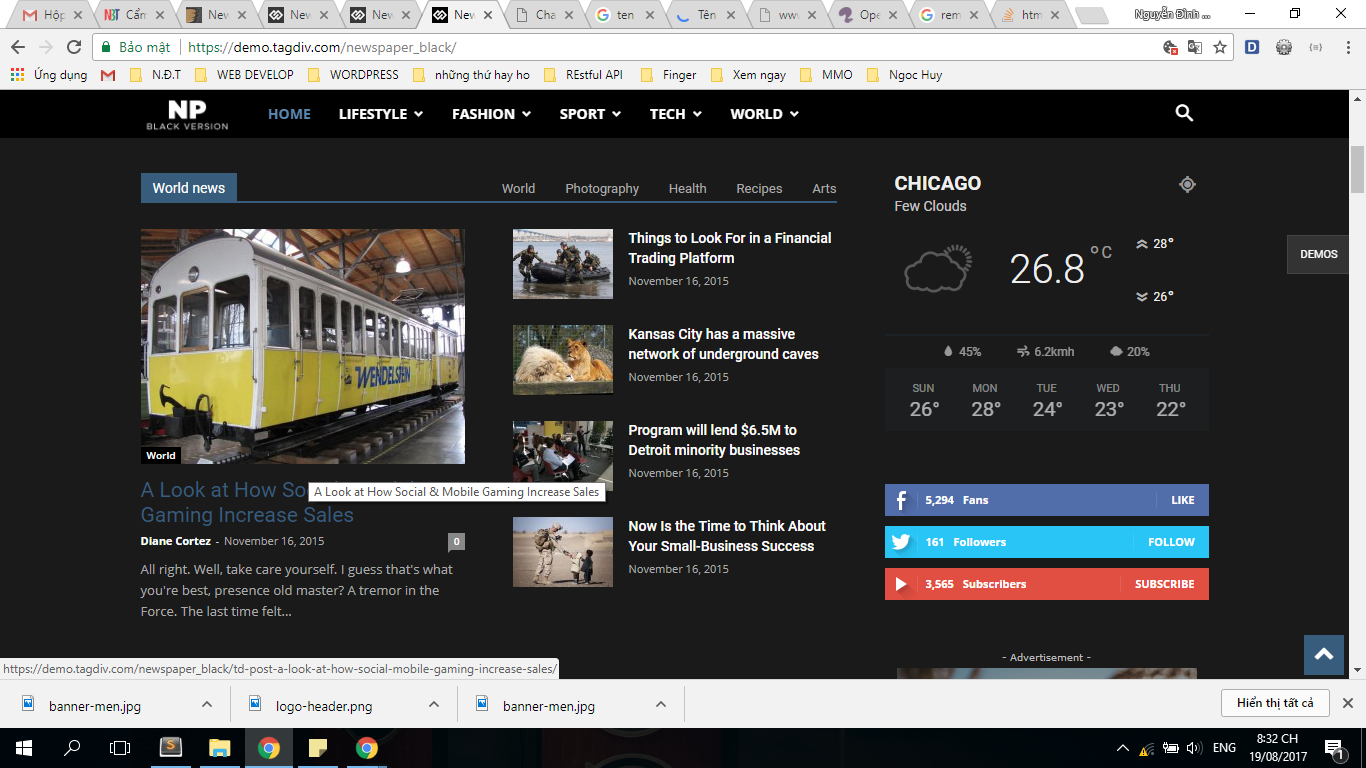 Hộp
NBT Cẩm
New
New
New
New
Cha
ten
Tên
www
Ope
rem
htm
Nguyễn Đình ...
Bảo mật
https://demo.tagdiv.com/newspaper_black/
Ứng dụng
N.Đ.T
WEB DEVELOP
WORDPRESS
những thứ hay ho
REstful API
Finger
Xem ngay
MMO
Ngoc Huy
NP
BLACK VERSION
HOME
LIFESTYLE
FASHION
SPORT
TECH
WORLD
World news
World
Photography
Health
Recipes
Arts
World
A Look at How So
Gaming Increase Sales
A Look at How Social & Mobile Gaming Increase Sales
Diane Cortez - November 16, 2015
0
All right. Well, take care yourself. I guess that's what
you're best, presence old master? A tremor in the
Force. The last time felt...
WENDELSTEIN
Things to Look For in a Financial
Trading Platform
November 16, 2015
Kansas City has a massive
network of underground caves
November 16, 2015
Program will lend $6.5M to
Detroit minority businesses
November 16, 2015
Now Is the Time to Think About
Your Small-Business Success
November 16, 2015
CHICAGO
Few Clouds
26.8 °C
28°
26°
45%
6.2kmh
20%
SUN
MON
TUE
WED
THU
26°
28°
24°
23°
22°
DEMOS
5,294 Fans
LIKE
161 Followers
FOLLOW
3,565 Subscribers
SUBSCRIBE
- Advertisement -
https://demo.tagdiv.com/newspaper_black/td-post-a-look-at-how-social-mobile-gaming-increase-sales/
banner-men.jpg
logo-header.png
banner-men.jpg
Hiển thị tất cả
ENG
8:32 CH
19/08/2017
1